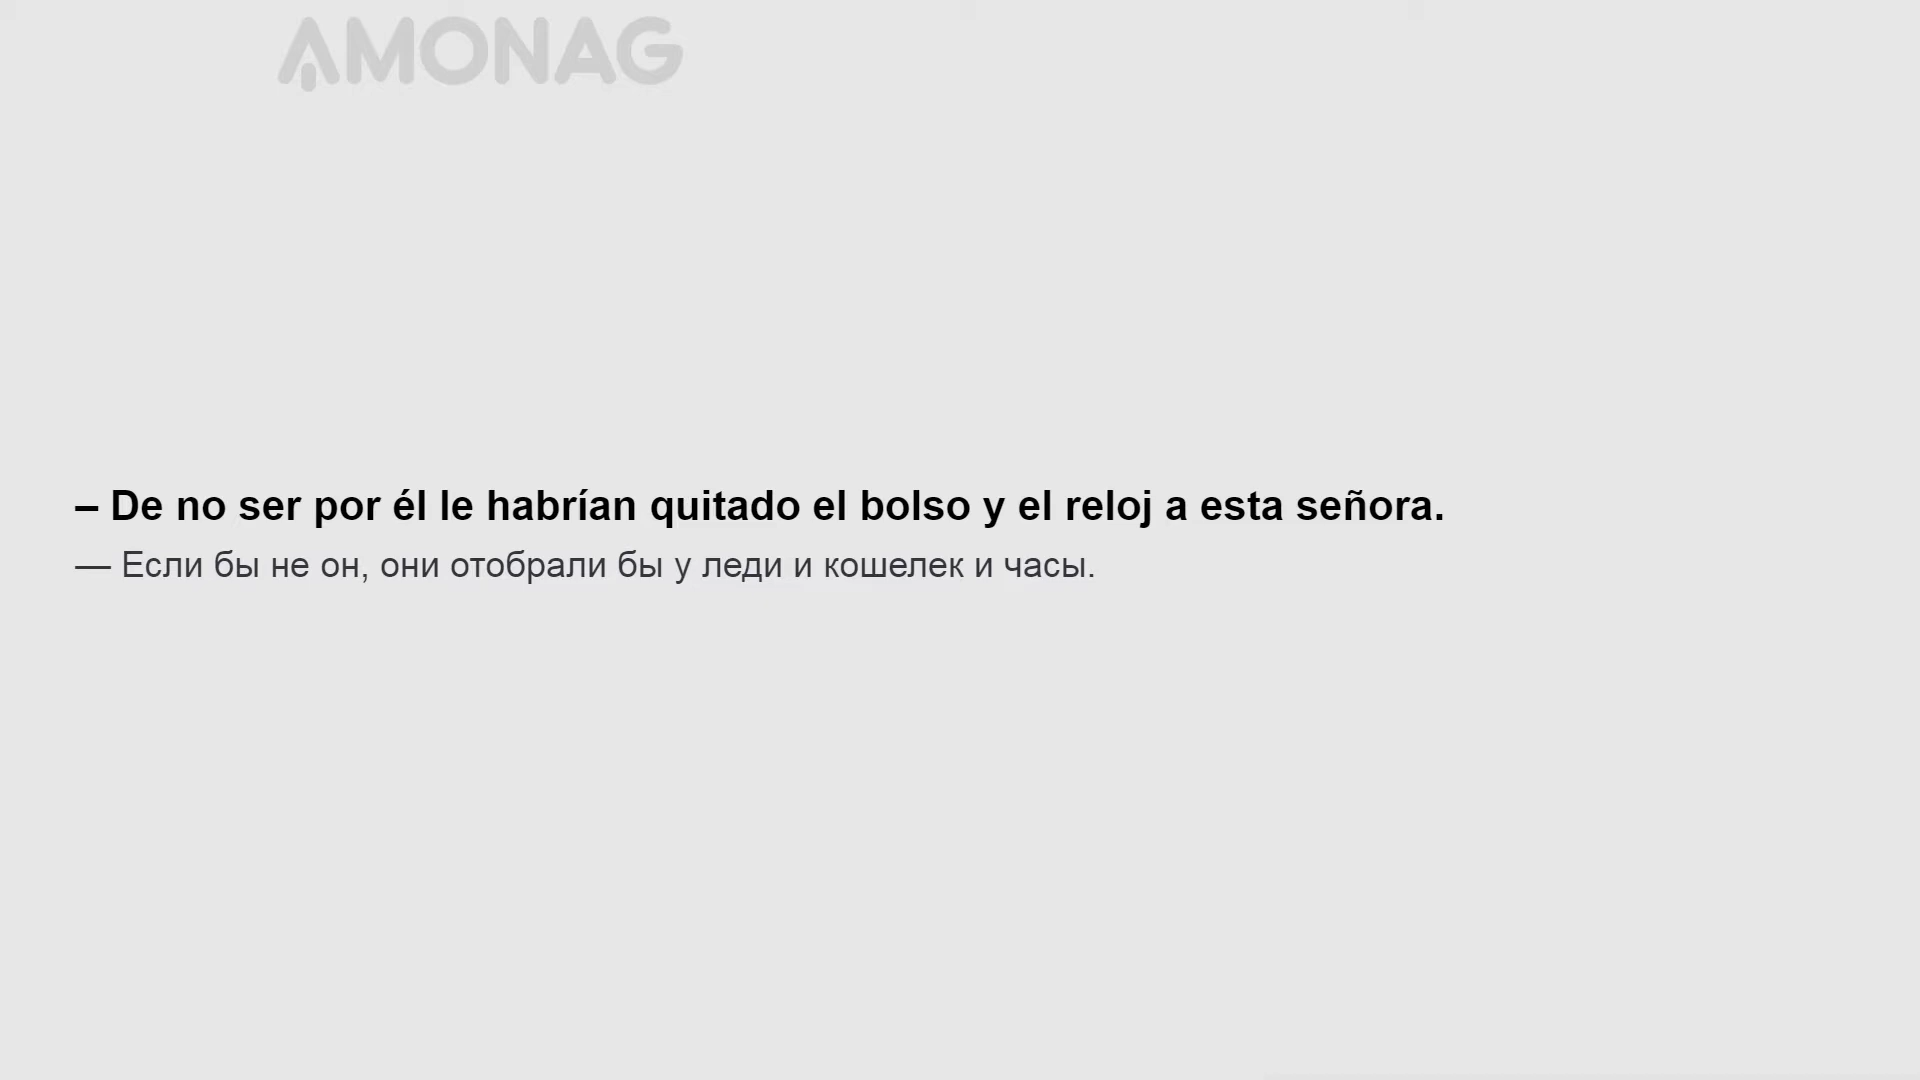 AMONAG
– De no ser por él le habrían quitado el bolso y el reloj a esta señora.
— Если бы не он, они отобрали бы у леди и кошелек и часы.